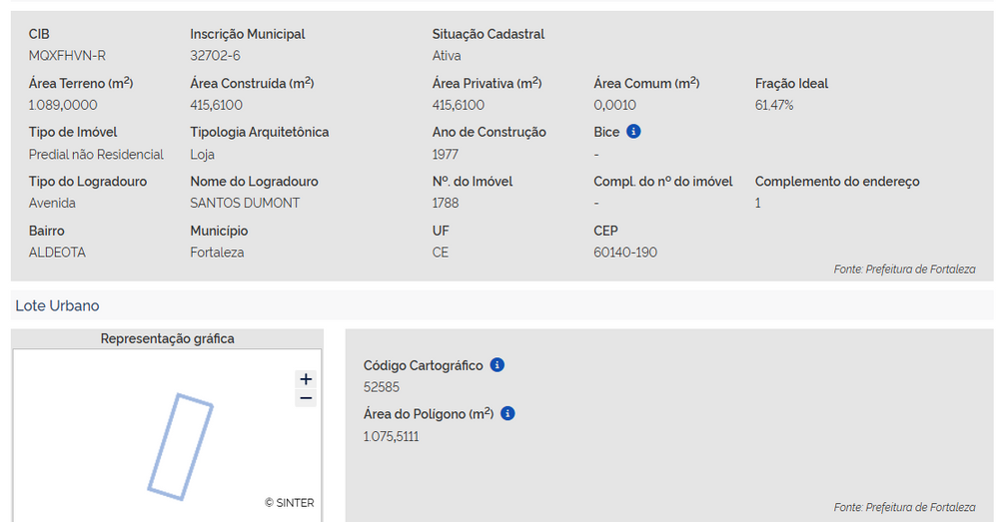 CIB Inscrição Municipal Situação Cadastral
MQXFHVN-R 32702-6 Ativa
Área Terreno (m²) Área Construída (m²) Área Privativa (m²) Área Comum (m²) Fração Ideal
1.089,0000 415,6100 415,6100 0,0010 61,47%
Tipo de Imóvel Tipologia Arquitetônica Ano de Construção Bice
Predial não Residencial Loja 1977 -
Tipo do Logradouro Nome do Logradouro Nº. do Imóvel Compl. do nº do imóvel Complemento do endereço
Avenida SANTOS DUMONT 1788 - 1
Bairro Município UF CEP
ALDEOTA Fortaleza CE 60140-190
Fonte: Prefeitura de Fortaleza
Lote Urbano
Representação gráfica
+
−
© SINTER
Código Cartográfico
52585
Área do Polígono (m²)
1.075,5111
Fonte: Prefeitura de Fortaleza